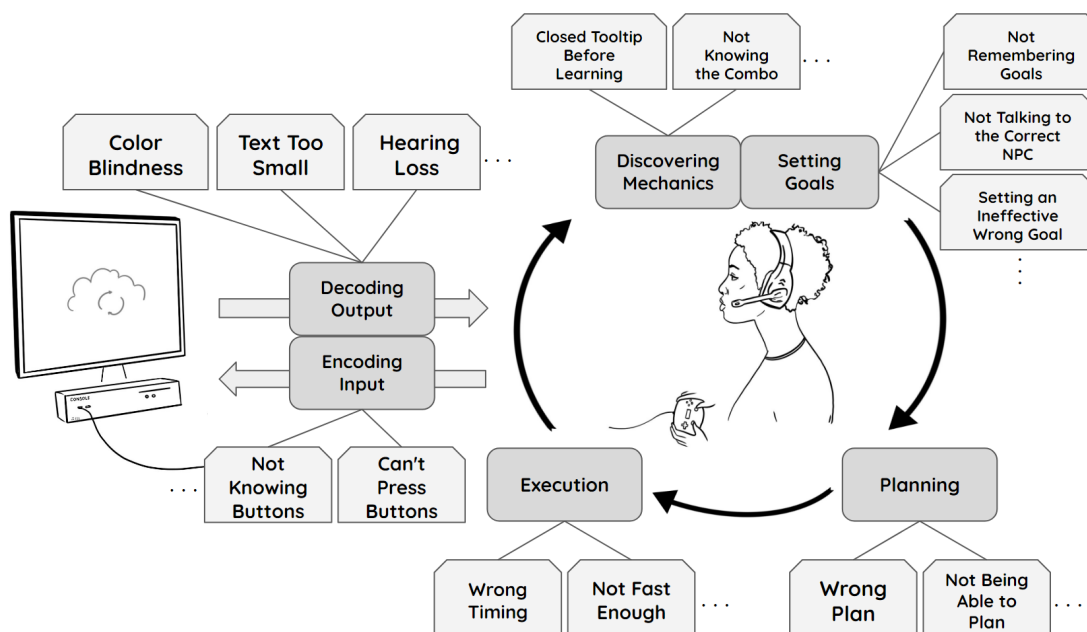 Closed Tooltip
Before
Learning
Not
Knowing
the Combo
. . .
Not
Remembering
Goals
Not Talking to
the Correct
NPC
Setting an
Ineffective
Wrong Goal
Color
Blindness
Text Too
Small
Hearing
Loss
. . .
Discovering
Mechanics
Setting
Goals
Decoding
Output
Encoding
Input
CONSOLE
Not
Knowing
Buttons
Can't
Press
Buttons
. . .
Execution
Planning
Wrong
Timing
Not Fast
Enough
. . .
Wrong
Plan
Not Being
Able to
Plan
. . .